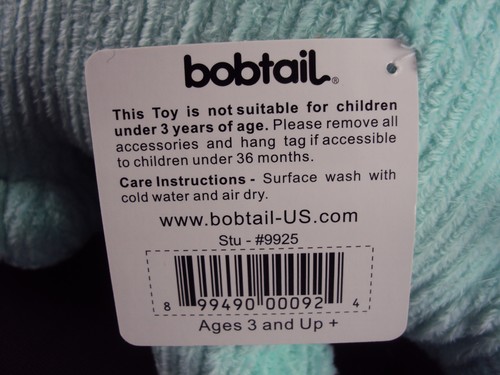 bobtail®
This Toy is not suitable for children
under 3 years of age. Please remove all
accessories and hang tag if accessible
to children under 36 months.
Care Instructions - Surface wash with
cold water and air dry.
www.bobtail-US.com
Stu - #9925
8 99490 00092 4
Ages 3 and Up +